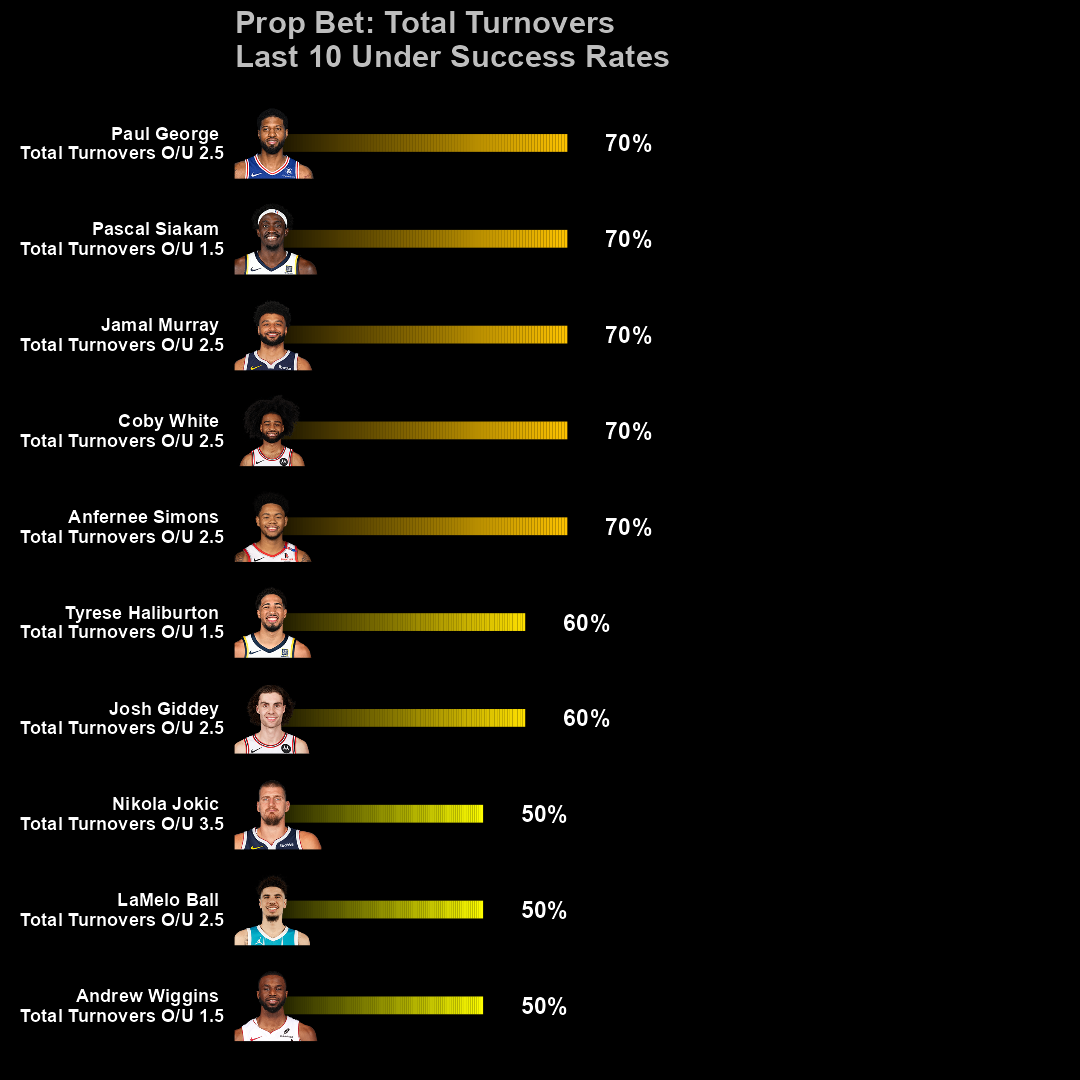 Prop Bet: Total Turnovers
Last 10 Under Success Rates
Paul George
Total Turnovers O/U 2.5
70%
Pascal Siakam
Total Turnovers O/U 1.5
70%
Jamal Murray
Total Turnovers O/U 2.5
70%
Coby White
Total Turnovers O/U 2.5
70%
Anfernee Simons
Total Turnovers O/U 2.5
70%
Tyrese Haliburton
Total Turnovers O/U 1.5
60%
Josh Giddey
Total Turnovers O/U 2.5
60%
Nikola Jokic
Total Turnovers O/U 3.5
50%
LaMelo Ball
Total Turnovers O/U 2.5
50%
Andrew Wiggins
Total Turnovers O/U 1.5
50%